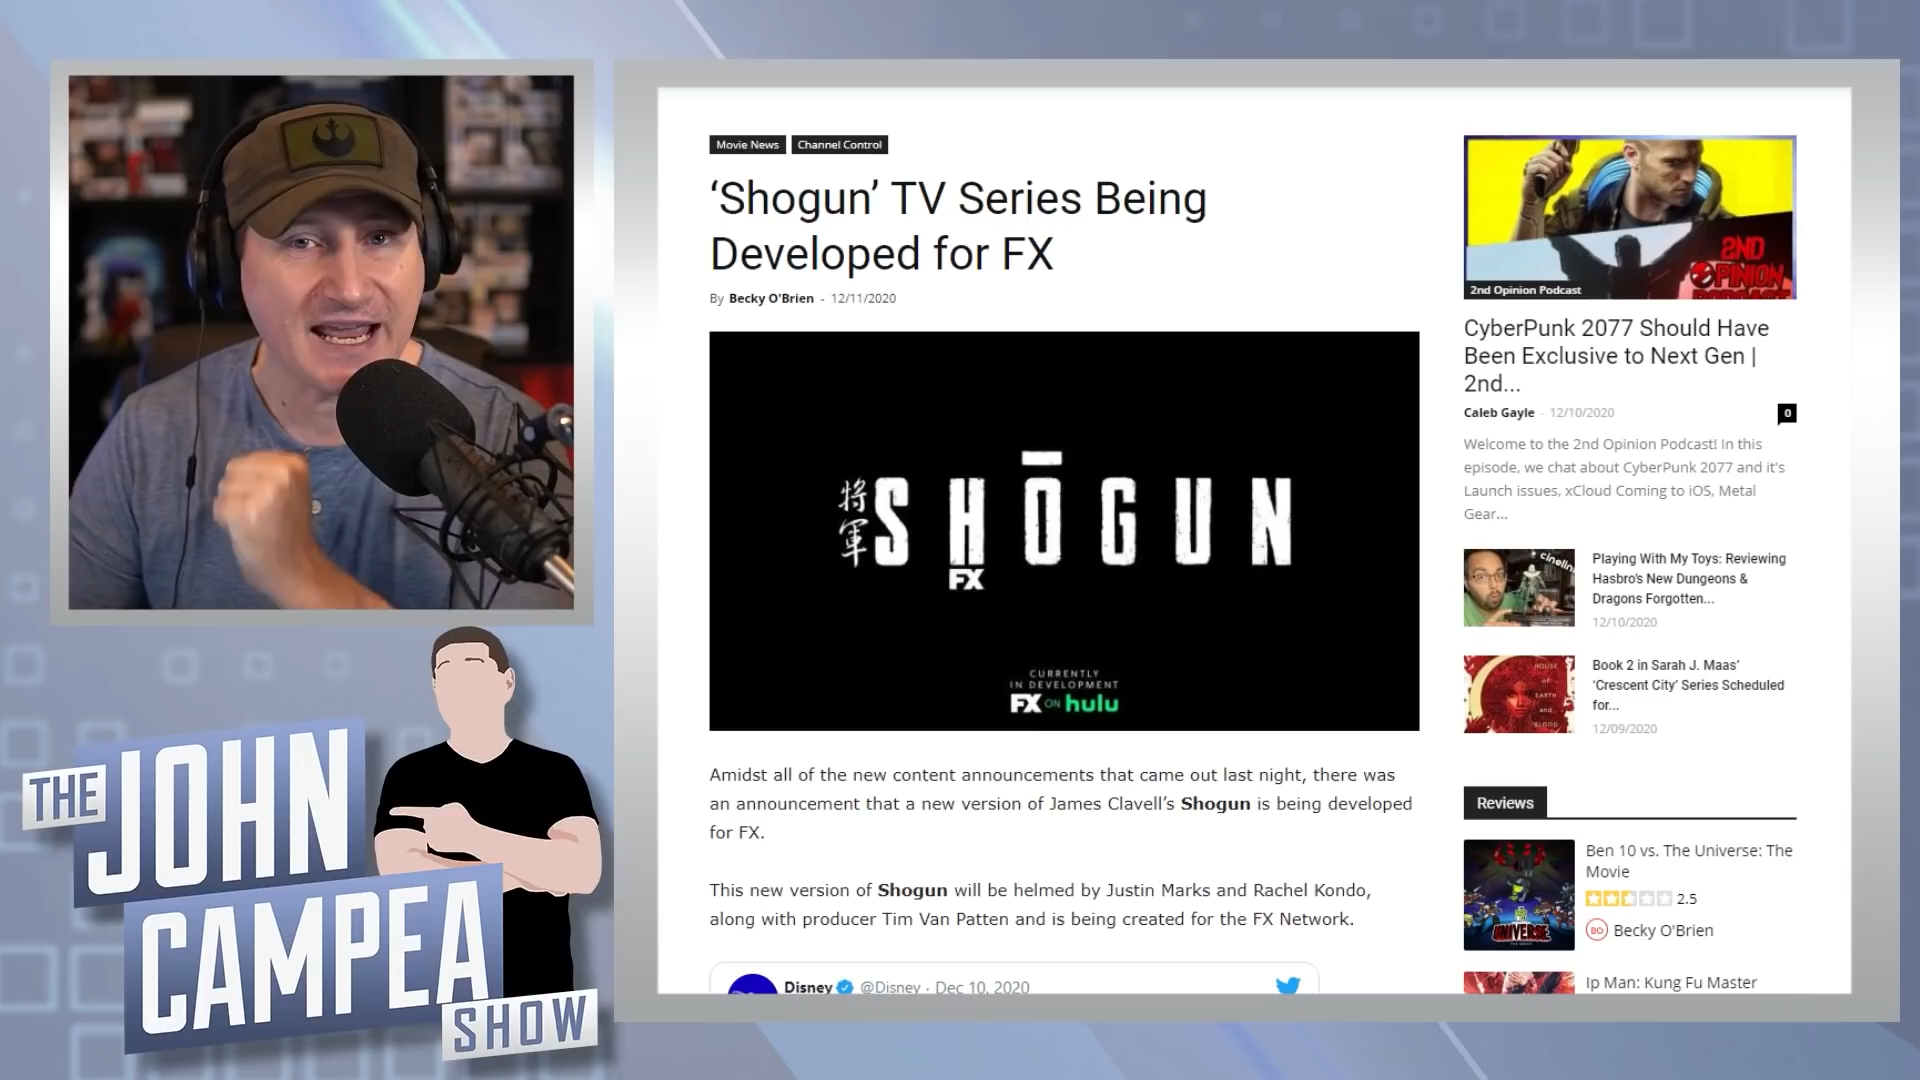 Movie News
Channel Control
‘Shogun’ TV Series Being
Developed for FX
By Becky O'Brien - 12/11/2020
將軍
SHŌGUN
FX
CURRENTLY
IN DEVELOPMENT
FX ON hulu
Amidst all of the new content announcements that came out last night, there was
an announcement that a new version of James Clavell’s Shogun is being developed
for FX.
This new version of Shogun will be helmed by Justin Marks and Rachel Kondo,
along with producer Tim Van Patten and is being created for the FX Network.
Disney @Disney · Dec 10, 2020
2ND
OPINION
PODCAST
2nd Opinion Podcast
CyberPunk 2077 Should Have
Been Exclusive to Next Gen |
2nd...
Caleb Gayle - 12/10/2020
0
Welcome to the 2nd Opinion Podcast! In this
episode, we chat about CyberPunk 2077 and it's
Launch issues, xCloud Coming to iOS, Metal
Gear...
Playing With My Toys: Reviewing
Hasbro’s New Dungeons &
Dragons Forgotten...
12/10/2020
HOUSE
of
EARTH
and
BLOOD
Book 2 in Sarah J. Maas’
‘Crescent City’ Series Scheduled
for...
12/09/2020
Reviews
UNIVERSE
Ben 10 vs. The Universe: The
Movie
2.5
BO Becky O'Brien
Ip Man: Kung Fu Master
THE
JOHN
CAMPEA
SHOW